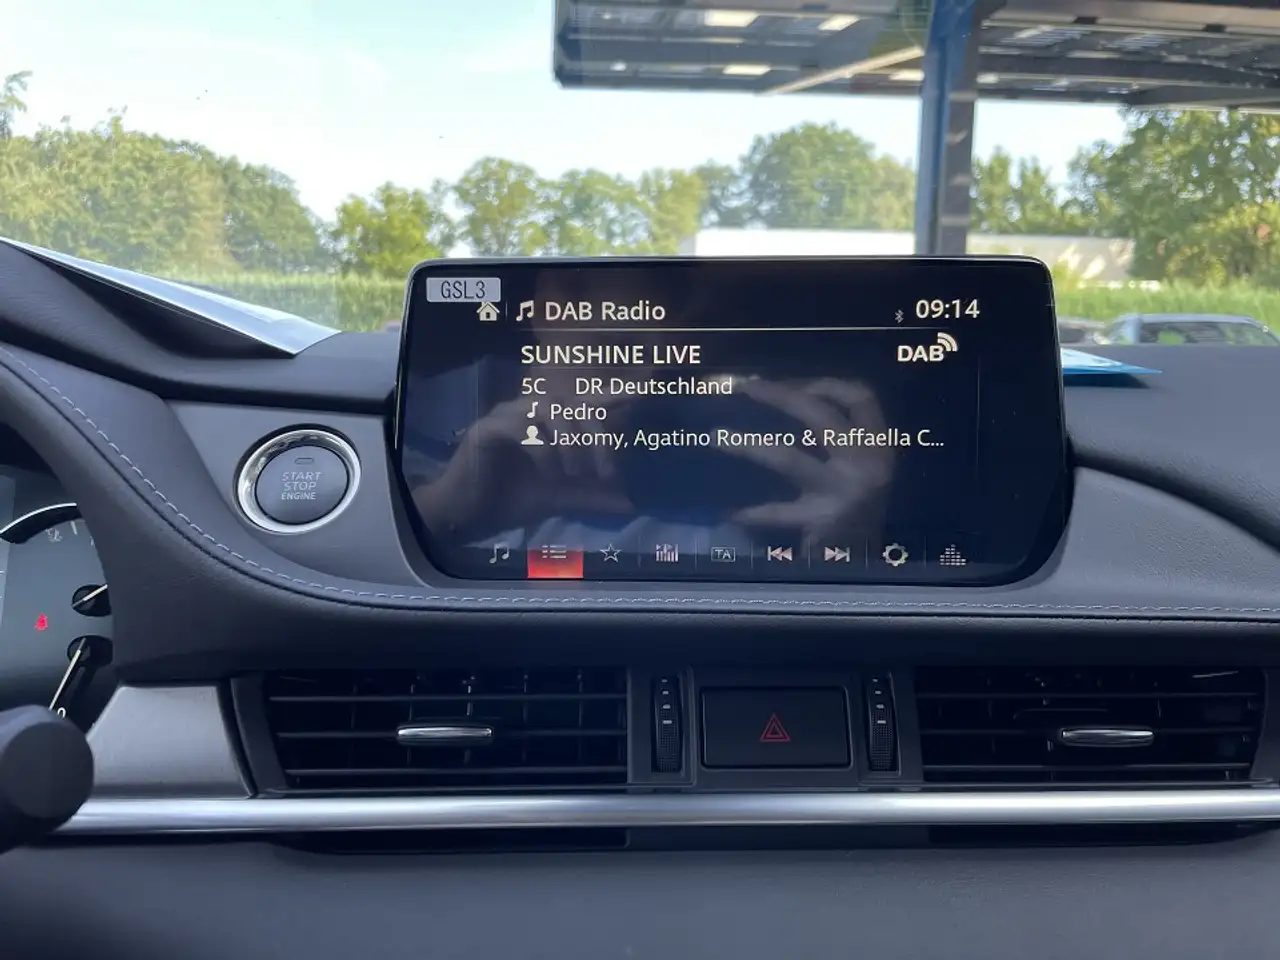 GSL3
DAB Radio
09:14
SUNSHINE LIVE
DAB
5C DR Deutschland
Pedro
Jaxomy, Agatino Romero & Raffaella C...
START
STOP
ENGINE
TA
0